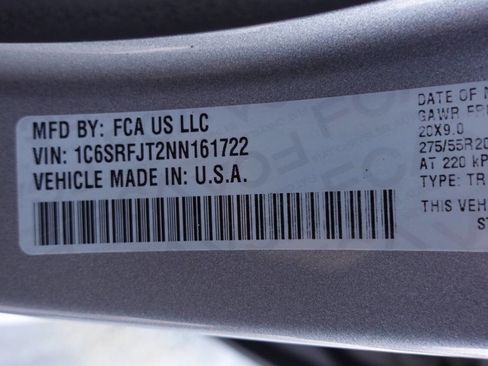 MFD BY: FCA US LLC
VIN: 1C6SRFJT2NN161722
VEHICLE MADE IN: U.S.A.
DATE OF
GAWR
20X9.0
275/55R20
AT 220
TYPE: TR
THIS VEH